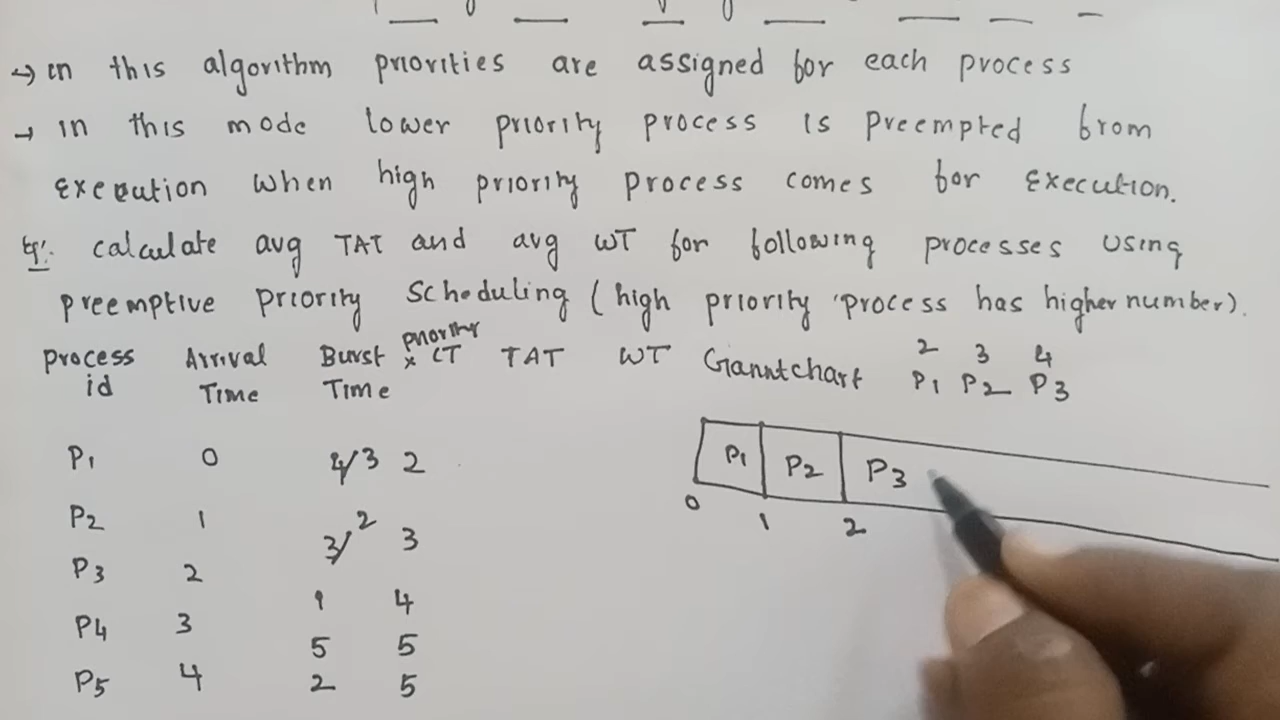 → in this algorithm priorities are assigned for each process
→ in this mode lower priority process is preempted from
execution when high priority process comes for execution.
Eg: calculate avg TAT and avg WT for following processes using
preemptive priority scheduling (high priority process has higher number).
Process id Arrival Time Burst Time priority CT TAT WT Ganntchart
2 3 4
P1 P2 P3
P1 0 4/3 2
P2 1 3/2 3
P3 2 1 4
P4 3 5 5
P5 4 2 5
P1 P2 P3
0 1 2